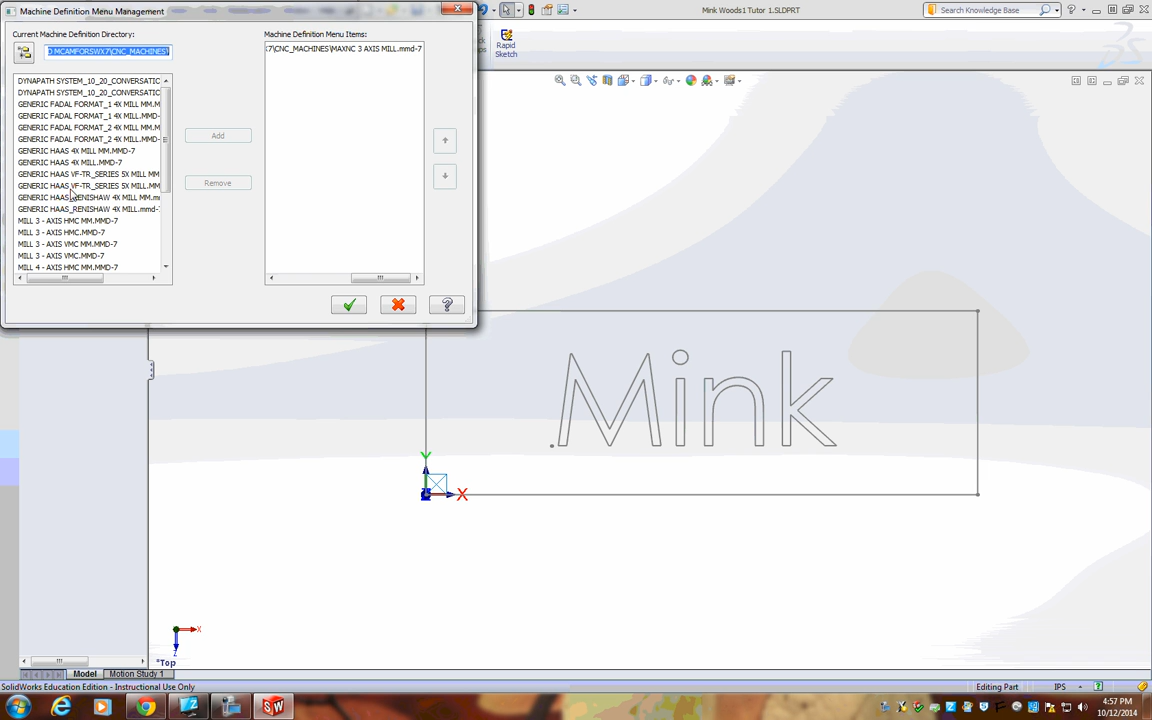 Machine Definition Menu Management
Mink Woods1 Tutor 1.SLDPRT
Search Knowledge Base
Current Machine Definition Directory:
D MCAMFORSWX7\CNC_MACHINES\
Machine Definition Menu Items:
X7\CNC_MACHINES\MAXNC 3 AXIS MILL.mmd-7
Rapid
Sketch
DYNAPATH SYSTEM_10_20_CONVERSATIC
DYNAPATH SYSTEM_10_20_CONVERSATIC
GENERIC FADAL FORMAT_1 4X MILL MM.M
GENERIC FADAL FORMAT_1 4X MILL.MMD-
GENERIC FADAL FORMAT_2 4X MILL MM.M
GENERIC FADAL FORMAT_2 4X MILL.MMD-
GENERIC HAAS 4X MILL MM.MMD-7
GENERIC HAAS 4X MILL.MMD-7
GENERIC HAAS VF-TR_SERIES 5X MILL MM
GENERIC HAAS VF-TR_SERIES 5X MILL.MM
GENERIC HAAS_RENISHAW 4X MILL MM.m
GENERIC HAAS_RENISHAW 4X MILL.mmd-7
MILL 3 - AXIS HMC MM.MMD-7
MILL 3 - AXIS HMC.MMD-7
MILL 3 - AXIS VMC MM.MMD-7
MILL 3 - AXIS VMC.MMD-7
MILL 4 - AXIS HMC MM.MMD-7
Add
Remove
Mink
X
X
Z
*Top
Model
Motion Study 1
SolidWorks Education Edition - Instructional Use Only
Editing Part
IPS
4:57 PM
10/12/2014